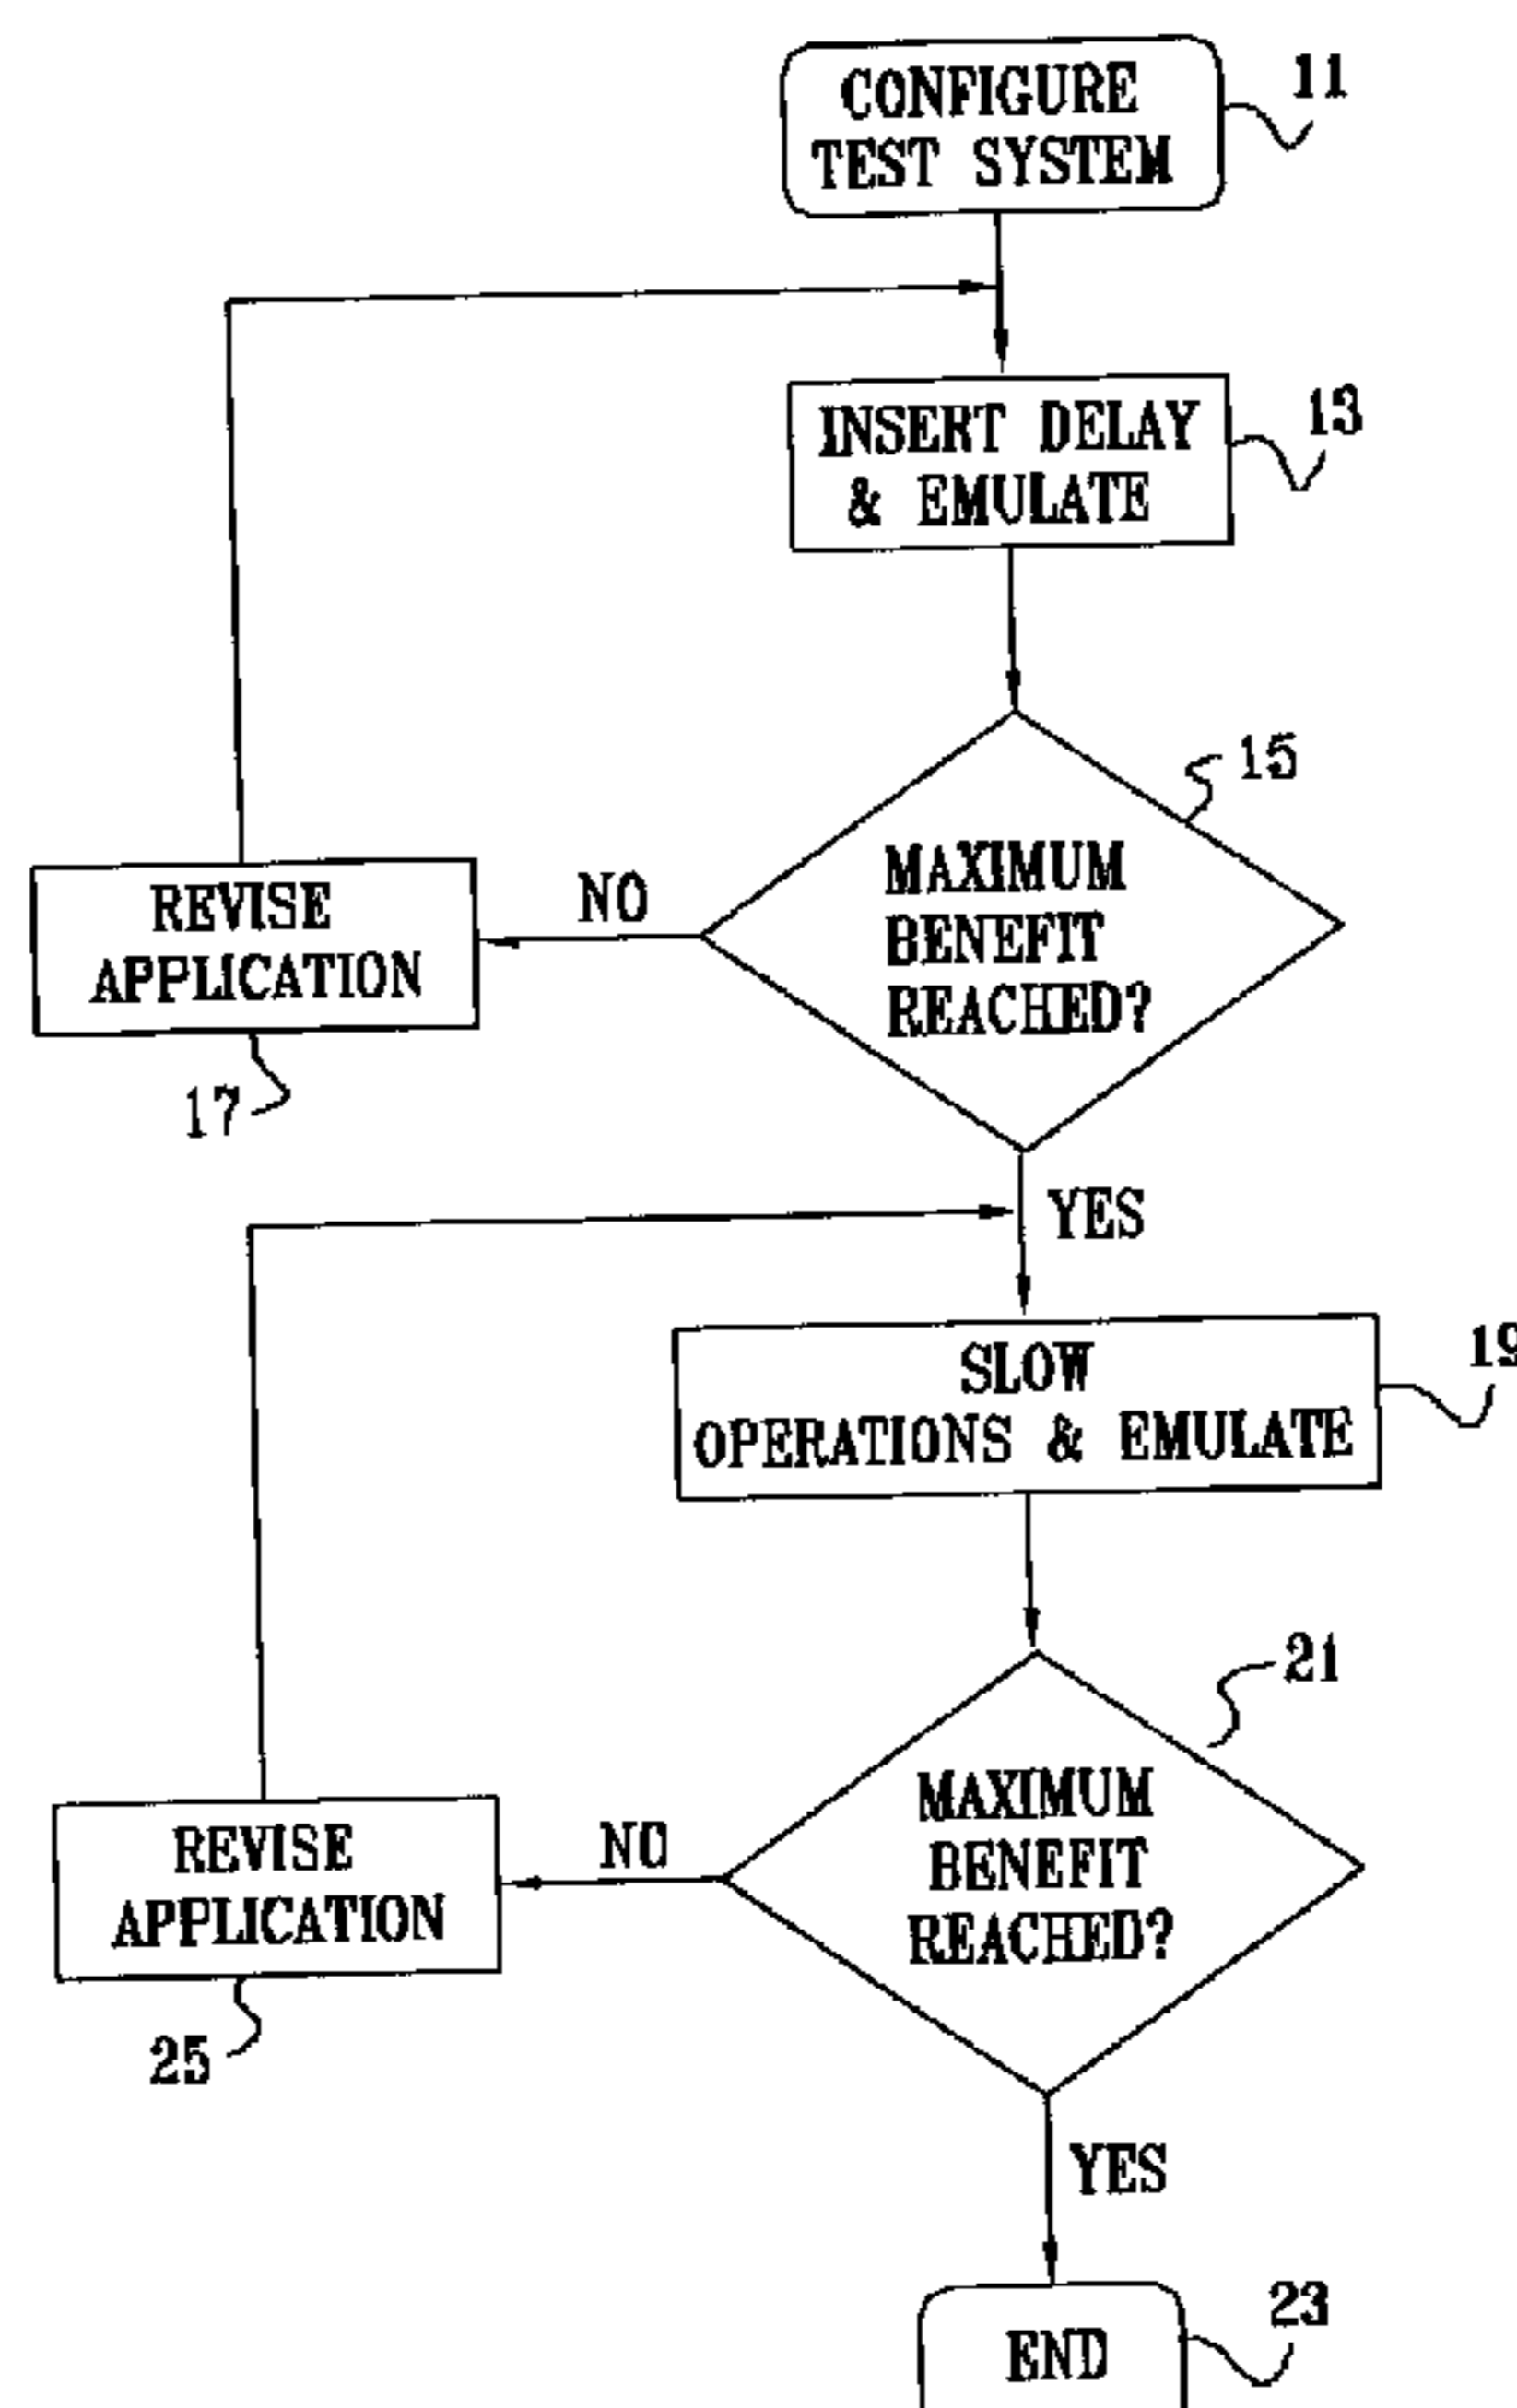 CONFIGURE
TEST SYSTEM
11
INSERT DELAY
& EMULATE
13
15
MAXIMUM
BENEFIT
REACHED?
NO
REVISE
APPLICATION
17
YES
SLOW
OPERATIONS & EMULATE
19
21
MAXIMUM
BENEFIT
REACHED?
NO
REVISE
APPLICATION
25
YES
END
23